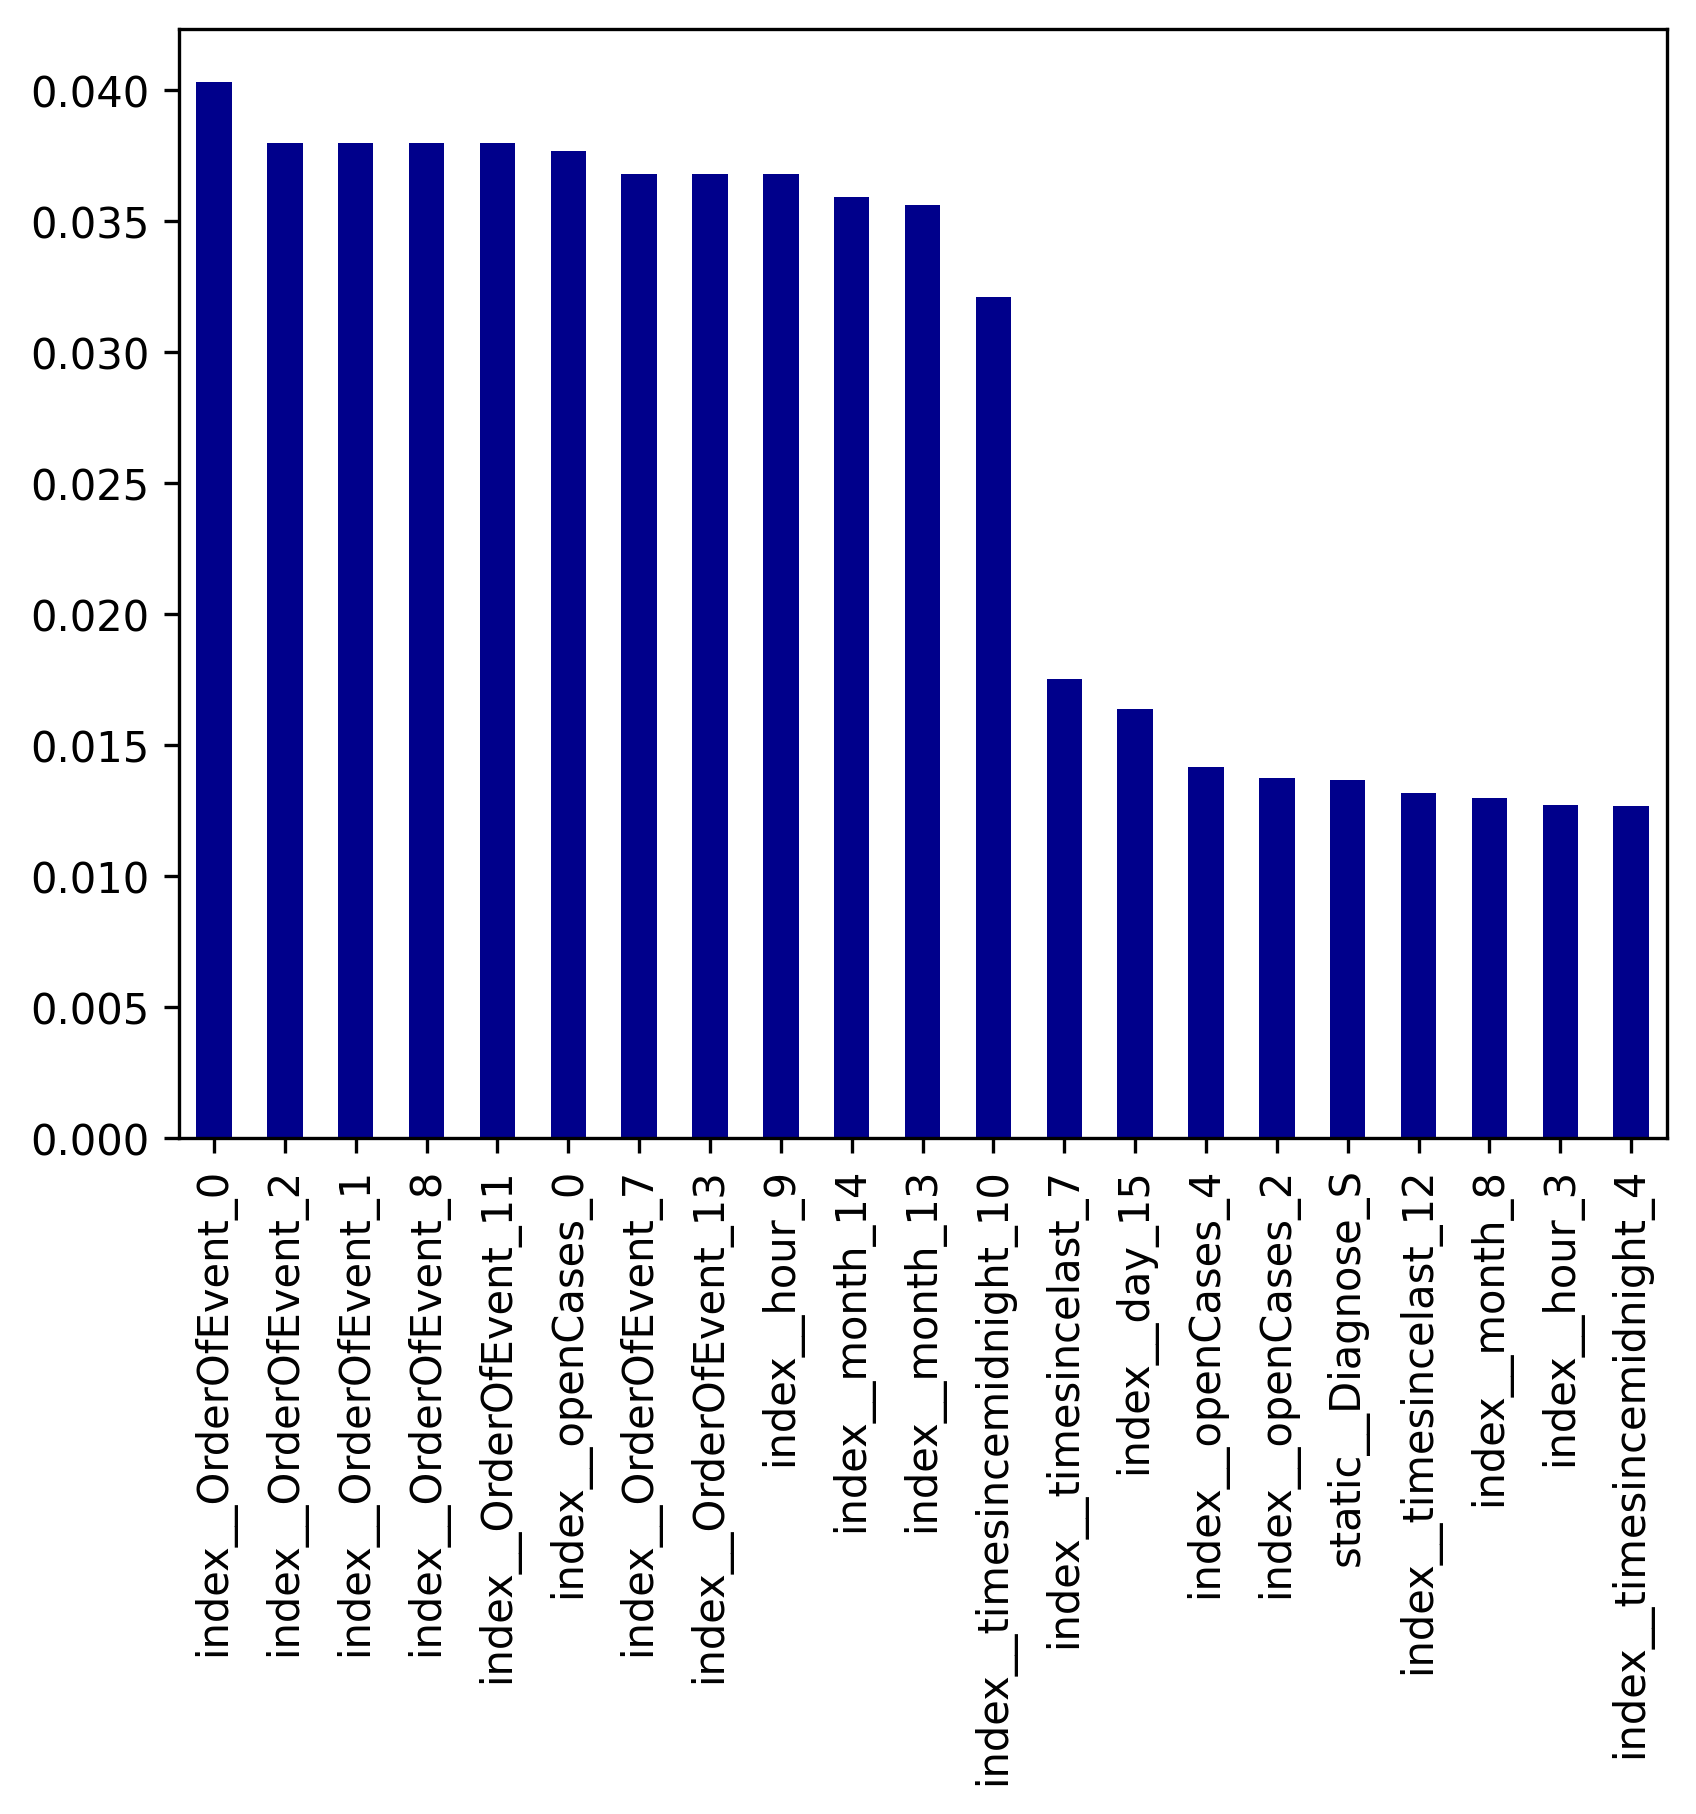 0.040
0.035
0.030
0.025
0.020
0.015
0.010
0.005
0.000
index__OrderOfEvent_0
index__OrderOfEvent_2
index__OrderOfEvent_1
index__OrderOfEvent_8
index__OrderOfEvent_11
index__openCases_0
index__OrderOfEvent_7
index__OrderOfEvent_13
index__hour_9
index__month_14
index__month_13
index__timesincemidnight_10
index__timesincelast_7
index__day_15
index__openCases_4
index__openCases_2
static__Diagnose_S
index__timesincelast_12
index__month_8
index__hour_3
index__timesincemidnight_4